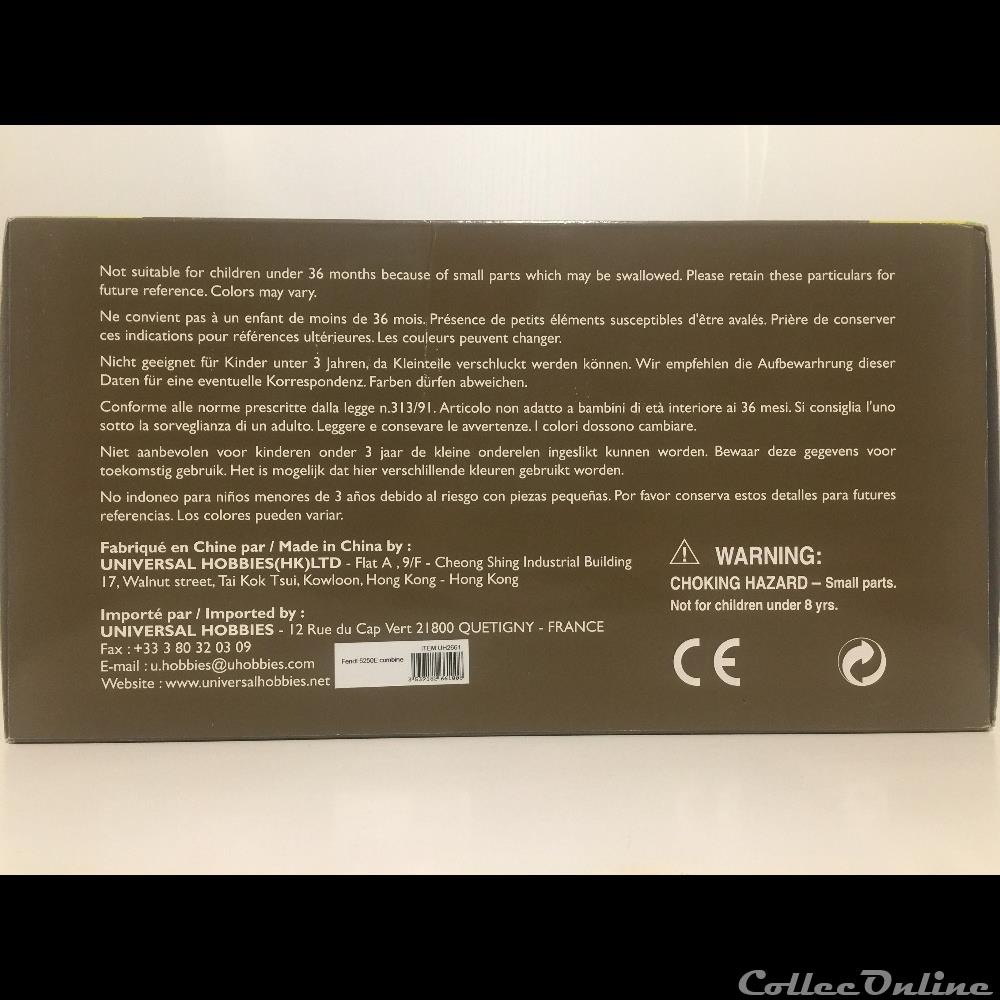 Not suitable for children under 36 months because of small parts which may be swallowed. Please retain these particulars for
future reference. Colors may vary.
Ne convient pas à un enfant de moins de 36 mois. Présence de petits éléments susceptibles d'être avalés. Prière de conserver
ces indications pour références ultérieures. Les couleurs peuvent changer.
Nicht geeignet für Kinder unter 3 Jahren, da Kleinteile verschluckt werden können. Wir empfehlen die Aufbewarhrung dieser
Daten für eine eventuelle Korrespondenz. Farben dürfen abweichen.
Conforme alle norme prescritte dalla legge n.313/91. Articolo non adatto a bambini di età interiore ai 36 mesi. Si consiglia l'uno
sotto la sorveglianza di un adulto. Leggere e consevare le avvertenze. I colori dossono cambiare.
Niet aanbevolen voor kinderen onder 3 jaar de kleine onderelen ingeslikt kunnen worden. Bewaar deze gegevens voor
toekomstig gebruik. Het is mogelijk dat hier verschlillende kleuren gebruikt worden.
No indoneo para niños menores de 3 años debido al riesgo con piezas pequeñas. Por favor conserva estos detalles para futures
referencias. Los colores pueden variar.
Fabriqué en Chine par / Made in China by :
UNIVERSAL HOBBIES(HK)LTD - Flat A , 9/F - Cheong Shing Industrial Building
17, Walnut street, Tai Kok Tsui, Kowloon, Hong Kong - Hong Kong
Importé par / Imported by :
UNIVERSAL HOBBIES - 12 Rue du Cap Vert 21800 QUETIGNY - FRANCE
Fax : +33 3 80 32 03 09
E-mail : u.hobbies@uhobbies.com
Website : www.universalhobbies.net
ITEM UH2661
Fendt 5250E combine
WARNING:
CHOKING HAZARD – Small parts.
Not for children under 8 yrs.
CE
CollecOnline